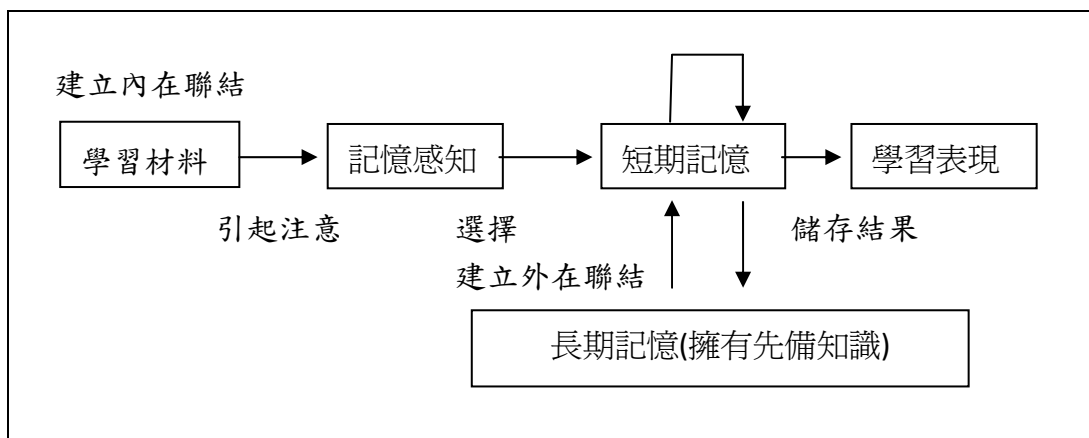 建立內在聯結
學習材料
記憶感知
短期記憶
學習表現
引起注意
選擇
儲存結果
建立外在聯結
長期記憶(擁有先備知識)